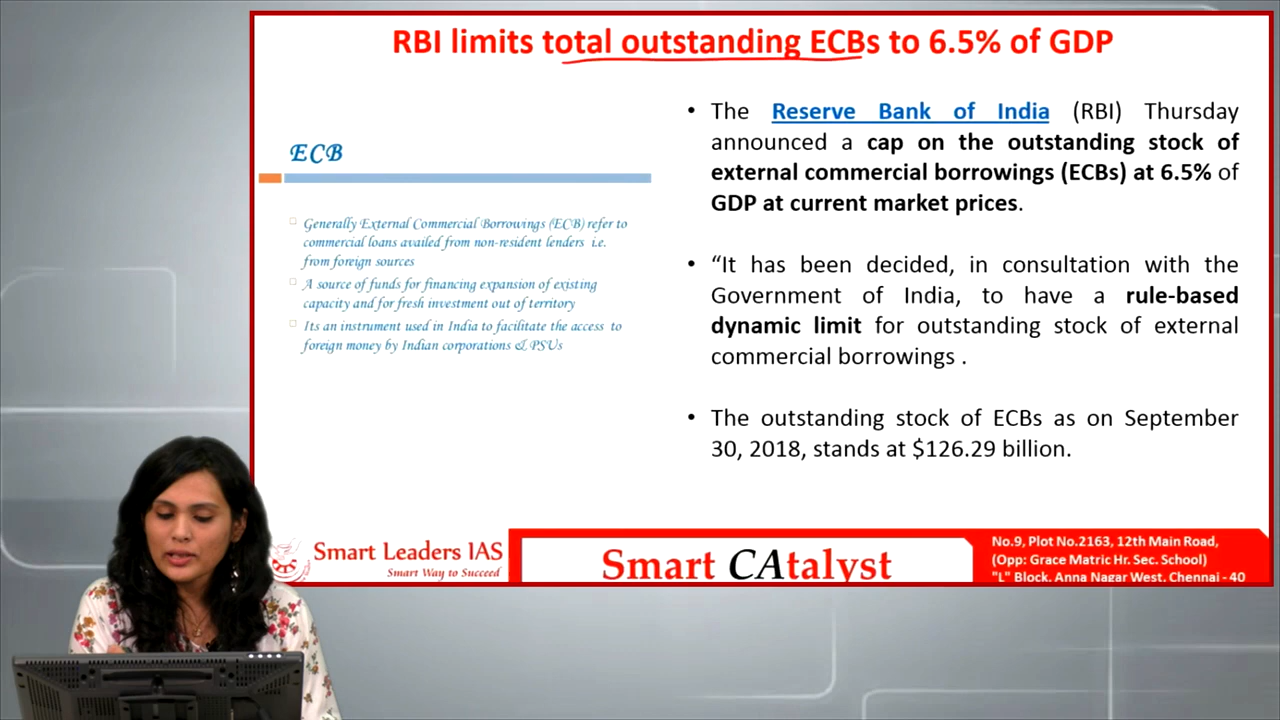 RBI limits total outstanding ECBs to 6.5% of GDP
ECB
Generally External Commercial Borrowings (ECB) refer to
commercial loans availed from non-resident lenders i.e.
from foreign sources
A source of funds for financing expansion of existing
capacity and for fresh investment out of territory
Its an instrument used in India to facilitate the access to
foreign money by Indian corporations & PSUs
• The Reserve Bank of India (RBI) Thursday
announced a cap on the outstanding stock of
external commercial borrowings (ECBs) at 6.5% of
GDP at current market prices.
• “It has been decided, in consultation with the
Government of India, to have a rule-based
dynamic limit for outstanding stock of external
commercial borrowings .
• The outstanding stock of ECBs as on September
30, 2018, stands at $126.29 billion.
Smart Leaders IAS
Smart Way to Succeed
Smart CAtalyst
No.9, Plot No.2163, 12th Main Road,
(Opp: Grace Matric Hr. Sec. School)
"L" Block, Anna Nagar West, Chennai - 40